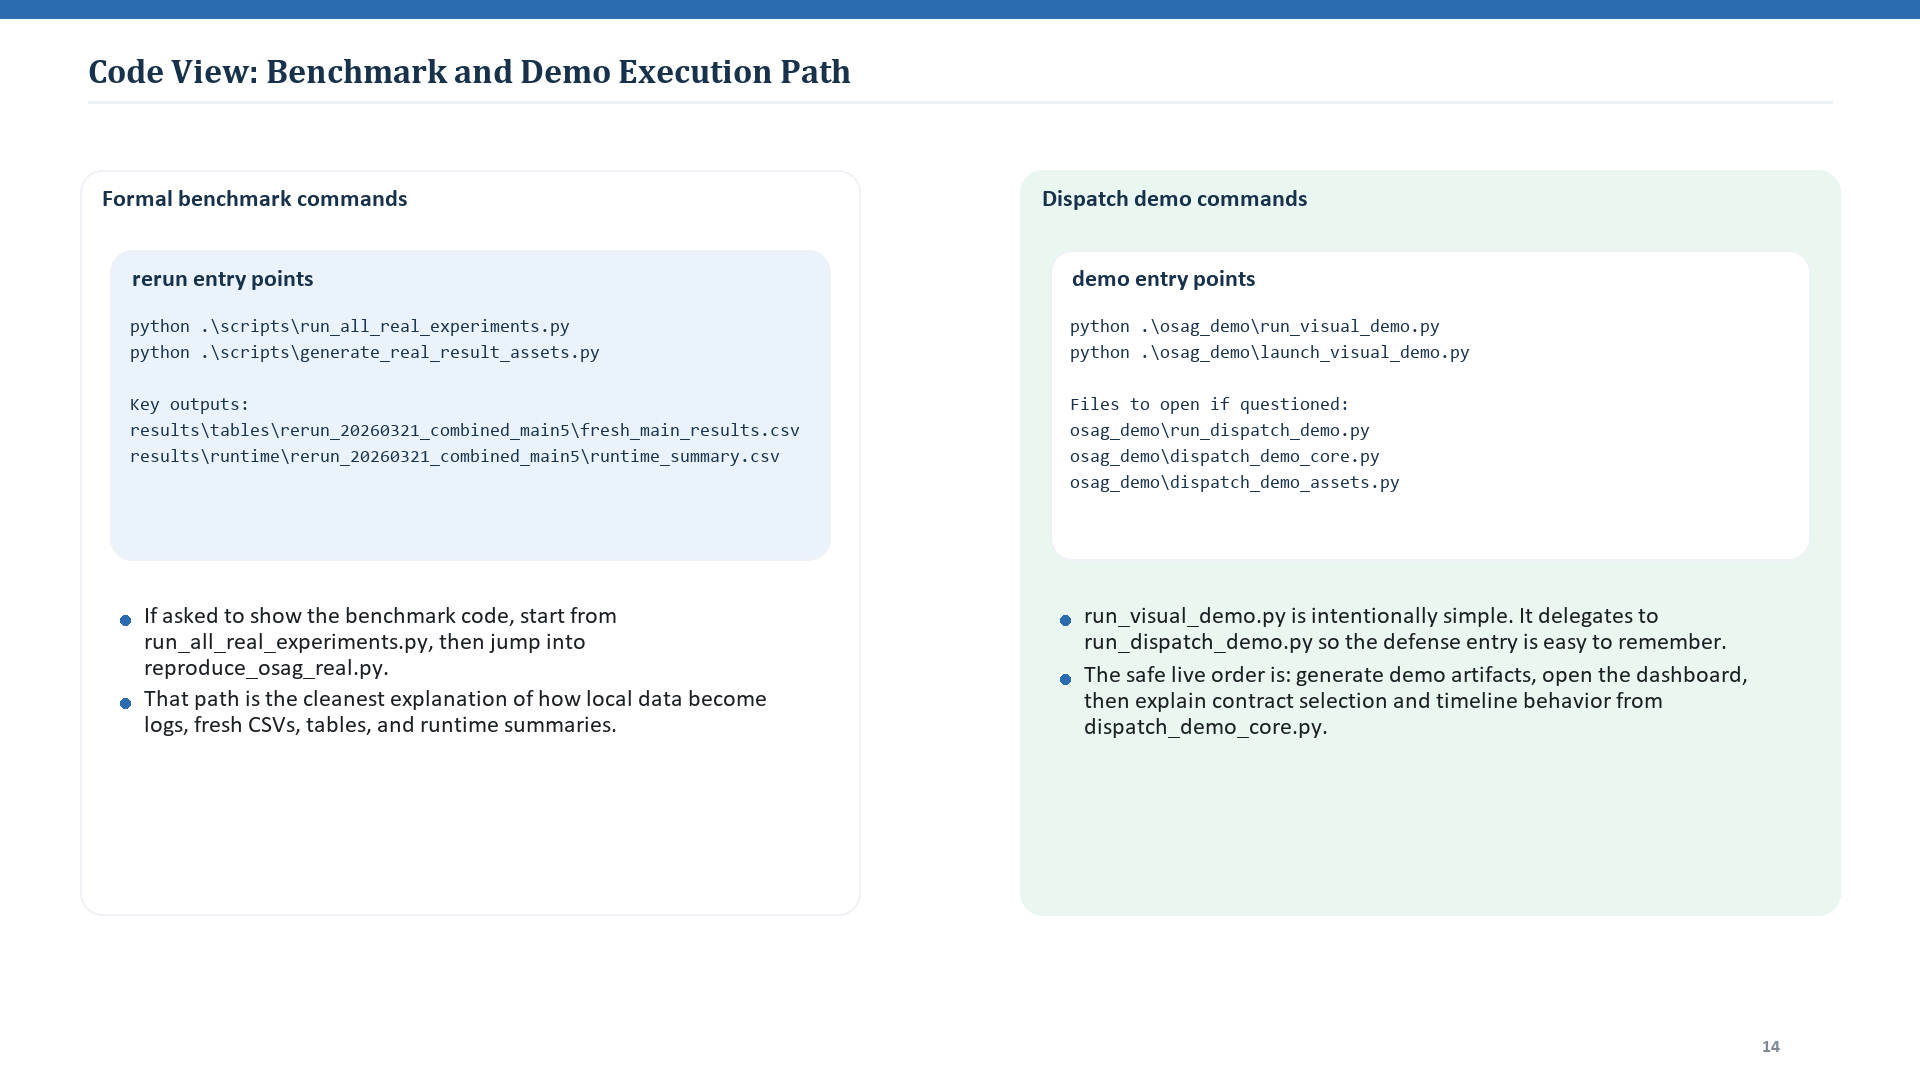 Code View: Benchmark and Demo Execution Path
Formal benchmark commands
rerun entry points
python .\scripts\run_all_real_experiments.py
python .\scripts\generate_real_result_assets.py
Key outputs:
results\tables\rerun_20260321_combined_main5\fresh_main_results.csv
results\runtime\rerun_20260321_combined_main5\runtime_summary.csv
If asked to show the benchmark code, start from
run_all_real_experiments.py, then jump into
reproduce_osag_real.py.
That path is the cleanest explanation of how local data become
logs, fresh CSVs, tables, and runtime summaries.
Dispatch demo commands
demo entry points
python .\osag_demo\run_visual_demo.py
python .\osag_demo\launch_visual_demo.py
Files to open if questioned:
osag_demo\run_dispatch_demo.py
osag_demo\dispatch_demo_core.py
osag_demo\dispatch_demo_assets.py
run_visual_demo.py is intentionally simple. It delegates to
run_dispatch_demo.py so the defense entry is easy to remember.
The safe live order is: generate demo artifacts, open the dashboard,
then explain contract selection and timeline behavior from
dispatch_demo_core.py.
14